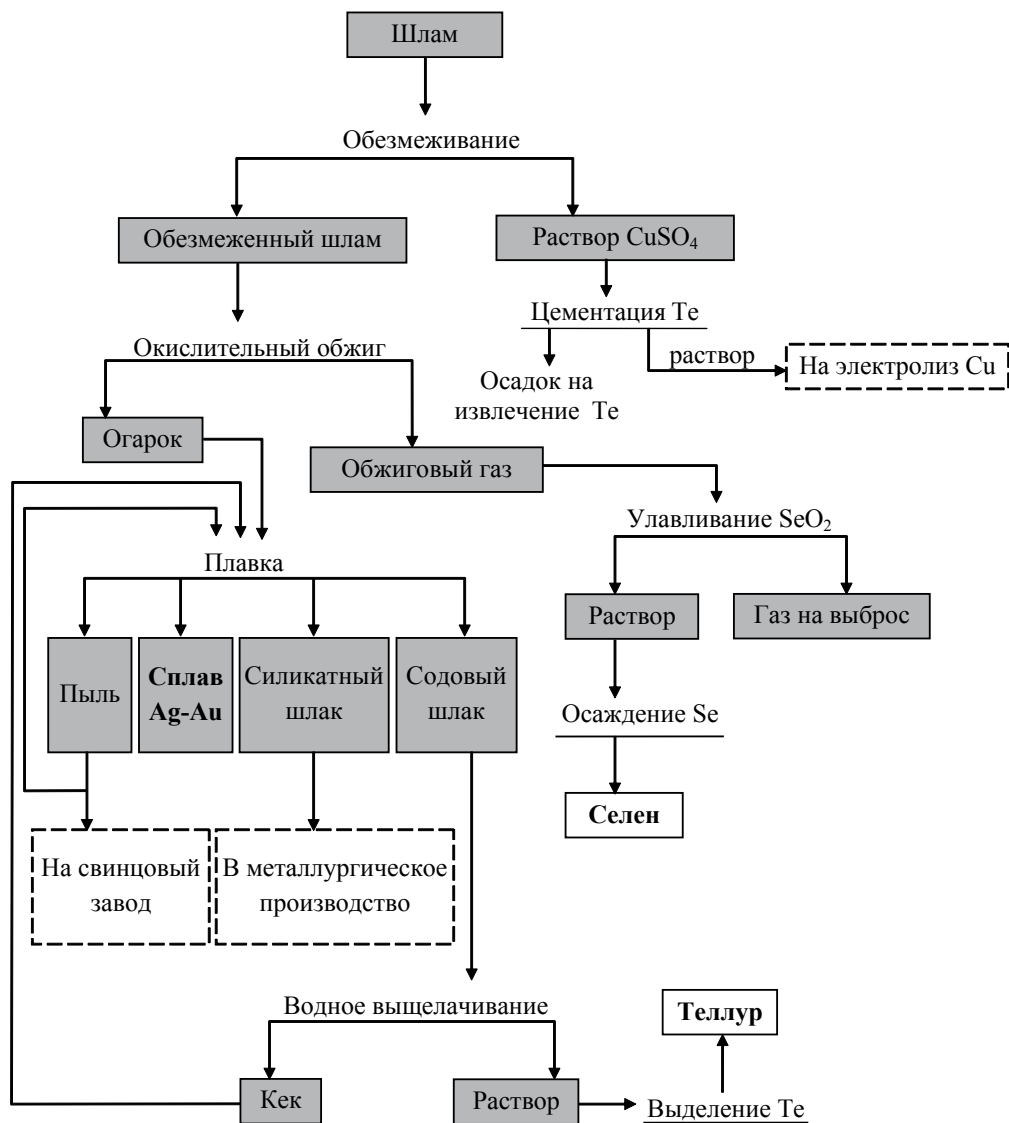 Шлам
Обезмеживание
Обезмеженный шлам
Раствор CuSO₄
Цементация Te
Окислительный обжиг
раствор
На электролиз Cu
Осадок на
извлечение Te
Огарок
Обжиговый газ
Улавливание SeO₂
Плавка
Раствор
Газ на выброс
Пыль
Сплав
Ag-Au
Силикатный
шлак
Содовый
шлак
Осаждение Se
Селен
На свинцовый
завод
В металлургическое
производство
Водное выщелачивание
Теллур
Кек
Раствор
Выделение Te